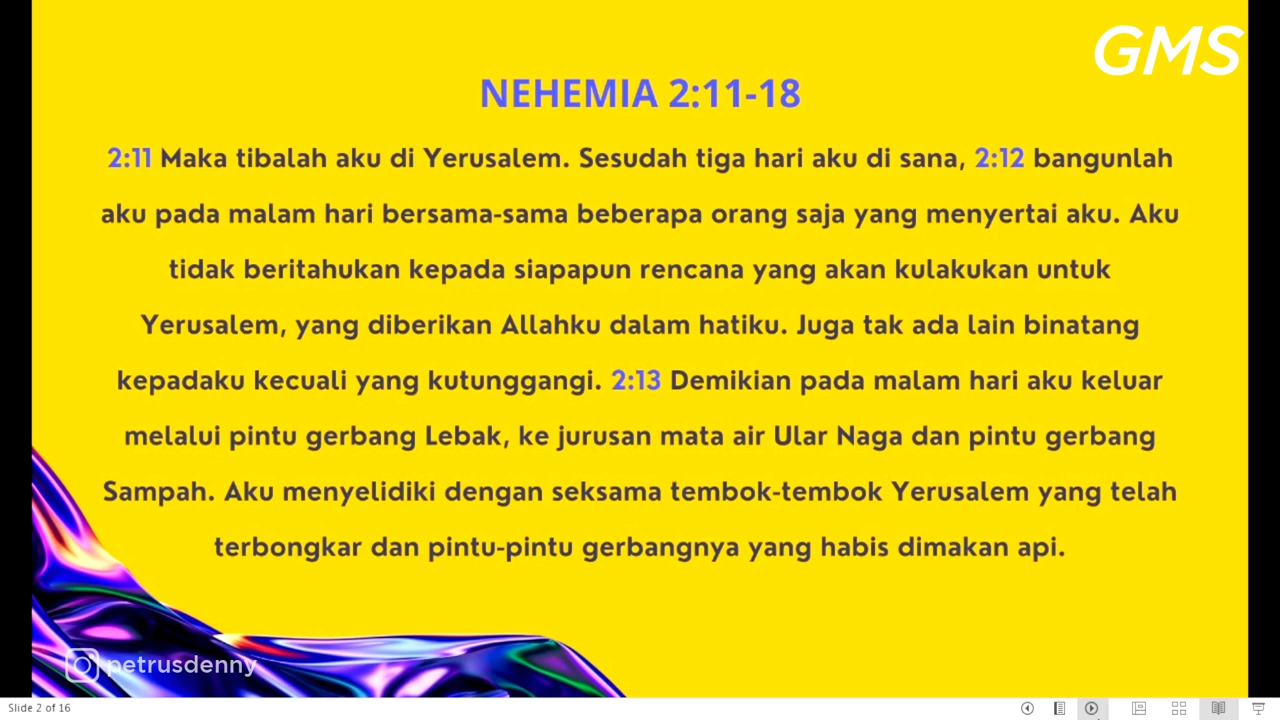 GMS
NEHEMIA 2:11-18
2:11 Maka tibalah aku di Yerusalem. Sesudah tiga hari aku di sana, 2:12 bangunlah
aku pada malam hari bersama-sama beberapa orang saja yang menyertai aku. Aku
tidak beritahukan kepada siapapun rencana yang akan kulakukan untuk
Yerusalem, yang diberikan Allahku dalam hatiku. Juga tak ada lain binatang
kepadaku kecuali yang kutunggangi. 2:13 Demikian pada malam hari aku keluar
melalui pintu gerbang Lebak, ke jurusan mata air Ular Naga dan pintu gerbang
Sampah. Aku menyelidiki dengan seksama tembok-tembok Yerusalem yang telah
terbongkar dan pintu-pintu gerbangnya yang habis dimakan api.
petrusdenny
Slide 2 of 16